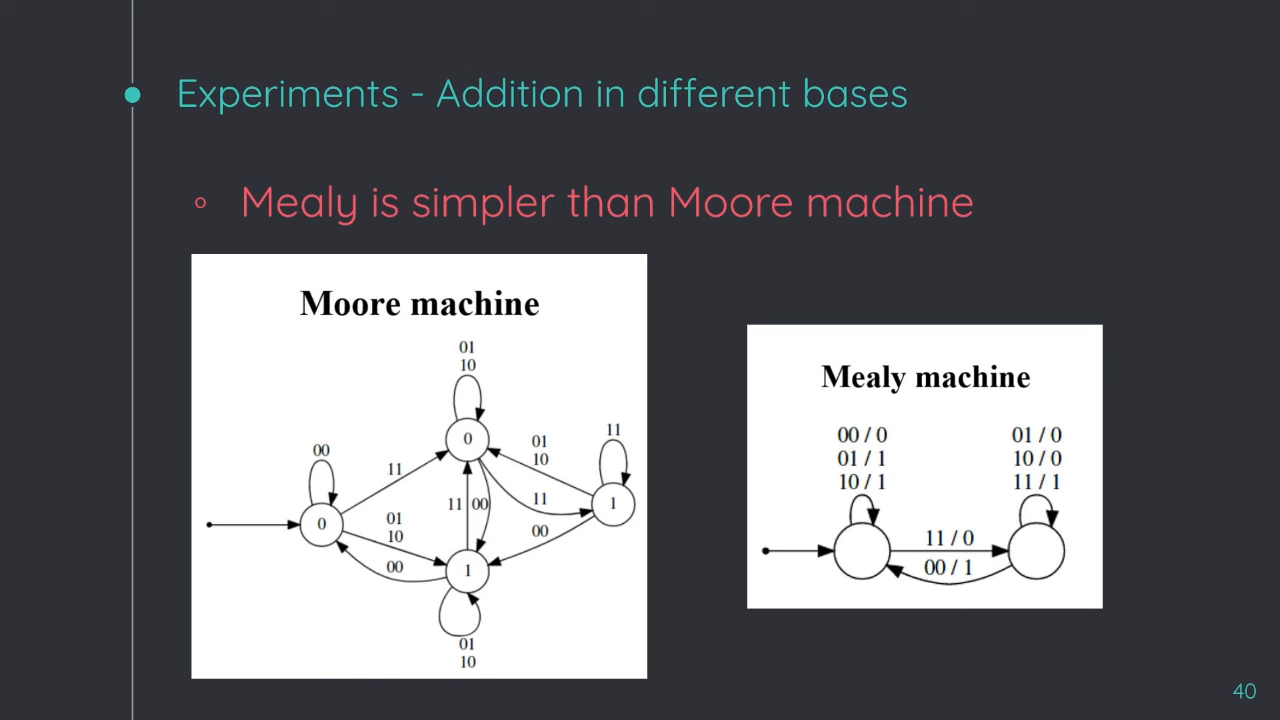 Experiments - Addition in different bases
Mealy is simpler than Moore machine
Moore machine
01
10
00
11
0
01
10
11
11
0
01
10
00
11
00
11
00
1
1
01
10
Mealy machine
00 / 0
01 / 1
10 / 1
01 / 0
10 / 0
11 / 1
11 / 0
00 / 1
40